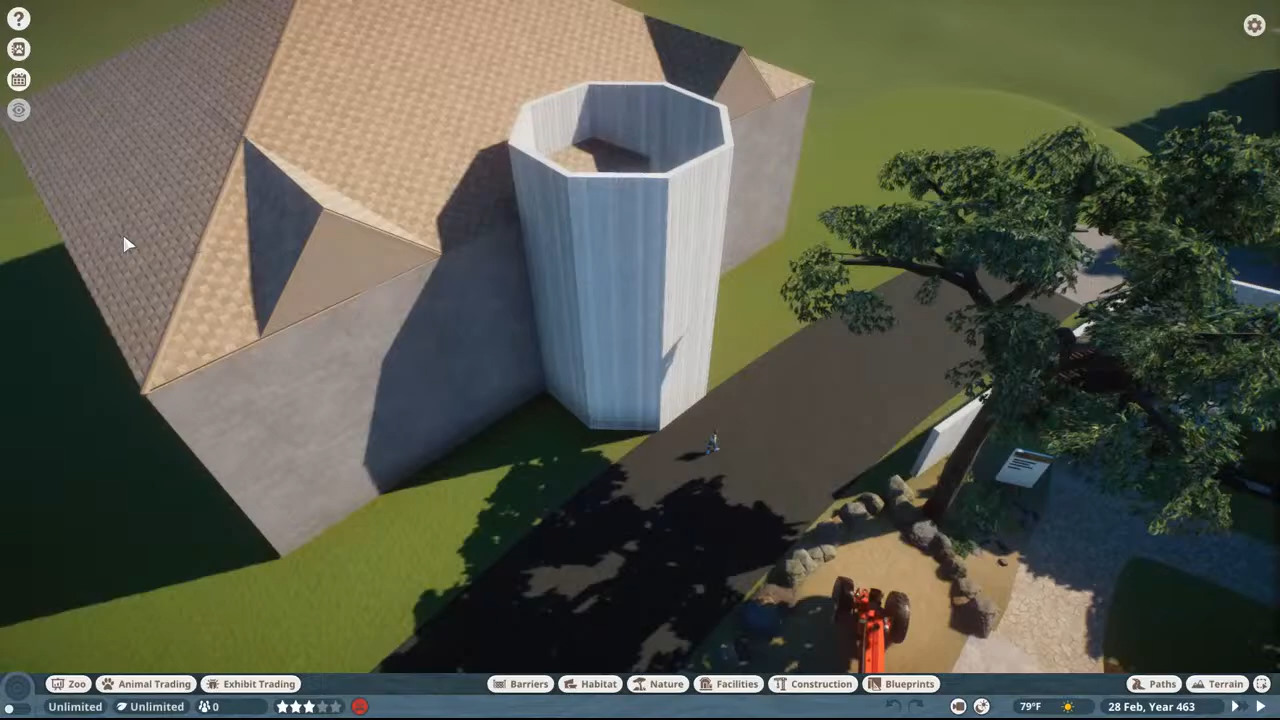 ?
Zoo
Animal Trading
Exhibit Trading
Barriers
Habitat
Nature
Facilities
Construction
Blueprints
Paths
Terrain
Unlimited
Unlimited
0
79°F
28 Feb, Year 463